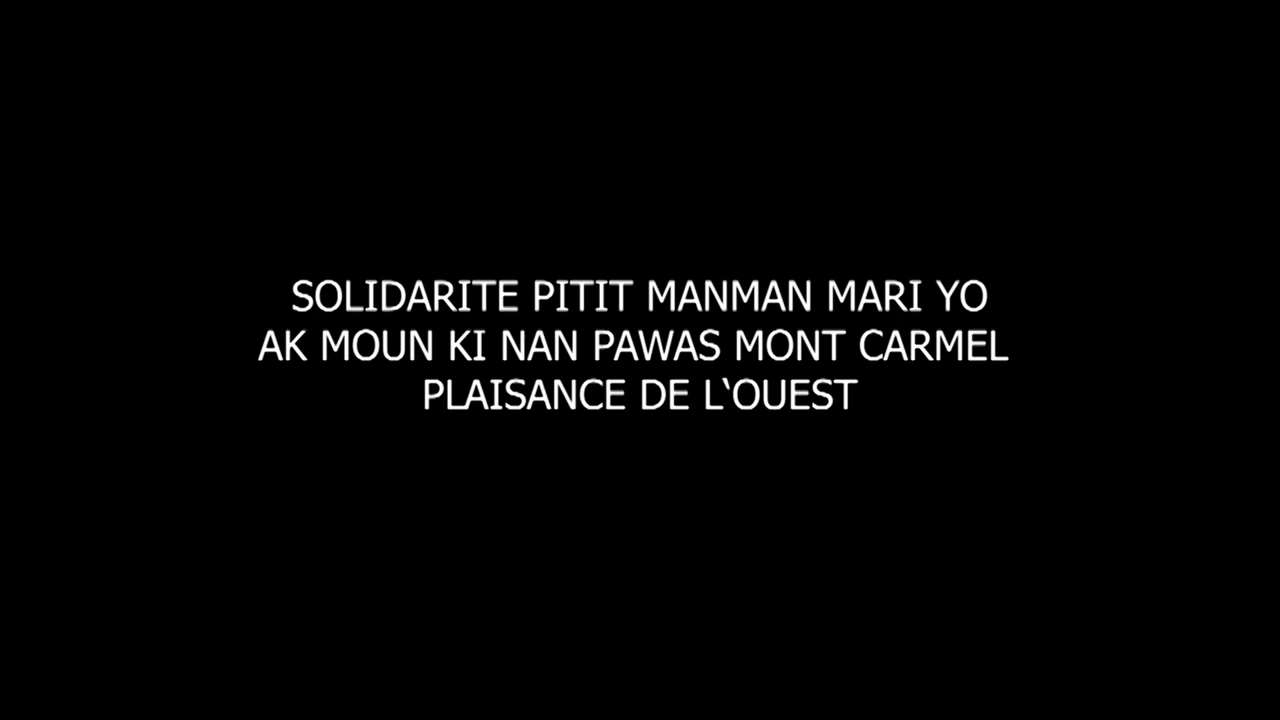 SOLIDARITE PITIT MANMAN MARI YO
AK MOUN KI NAN PAWAS MONT CARMEL
PLAISANCE DE L‘OUEST